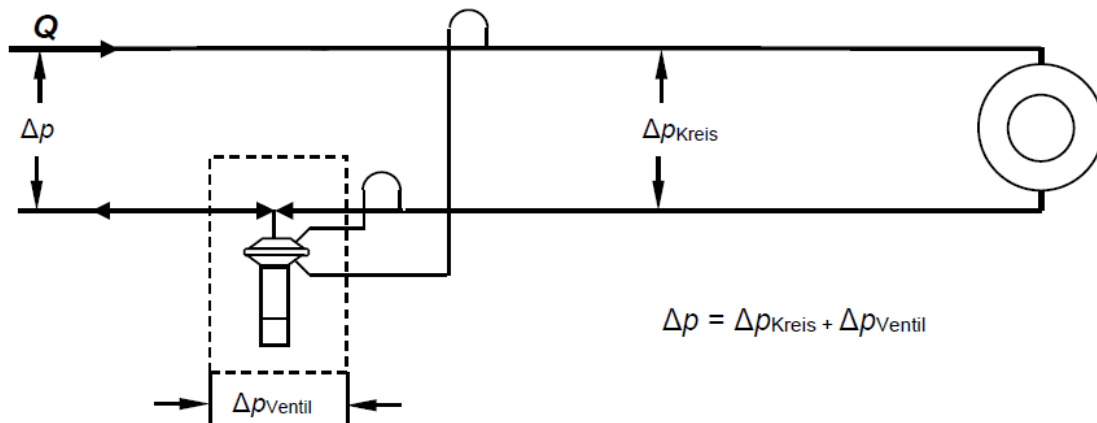 Q
Δp
ΔpKreis
Δp = ΔpKreis + ΔpVentil
ΔpVentil